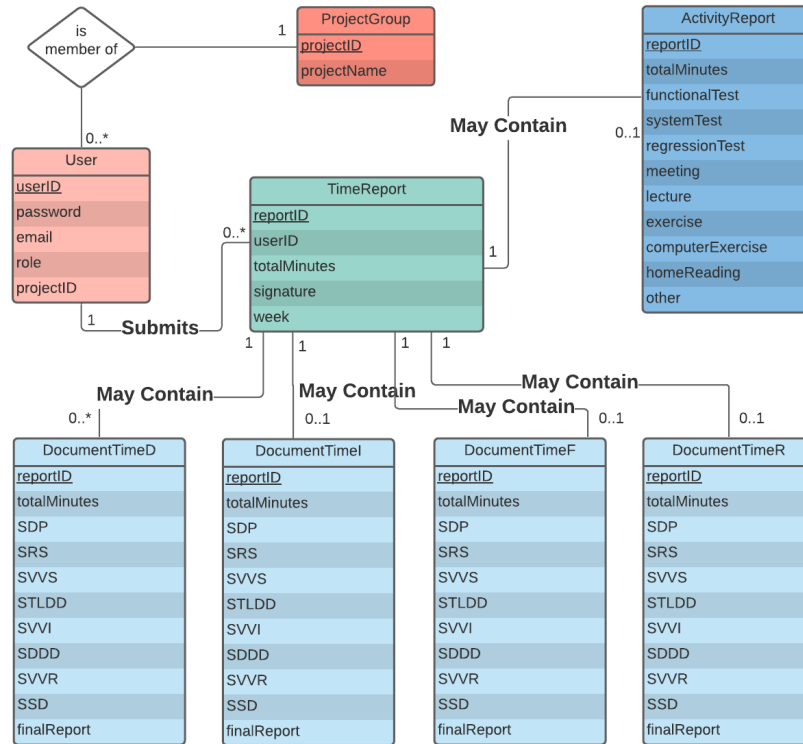 is
member of
1
ProjectGroup
projectID
projectName
ActivityReport
reportID
totalMinutes
functionalTest
systemTest
regressionTest
meeting
lecture
exercise
computerExercise
homeReading
other
May Contain
0..1
1
0..*
User
userID
password
email
role
projectID
1
Submits
0..*
TimeReport
reportID
userID
totalMinutes
signature
week
1
1
1
1
May Contain
May Contain
May Contain
May Contain
0..*
0..1
0..1
0..1
DocumentTimeD
reportID
totalMinutes
SDP
SRS
SVVS
STLDD
SVVI
SDDD
SVVR
SSD
finalReport
DocumentTimeI
reportID
totalMinutes
SDP
SRS
SVVS
STLDD
SVVI
SDDD
SVVR
SSD
finalReport
DocumentTimeF
reportID
totalMinutes
SDP
SRS
SVVS
STLDD
SVVI
SDDD
SVVR
SSD
finalReport
DocumentTimeR
reportID
totalMinutes
SDP
SRS
SVVS
STLDD
SVVI
SDDD
SVVR
SSD
finalReport